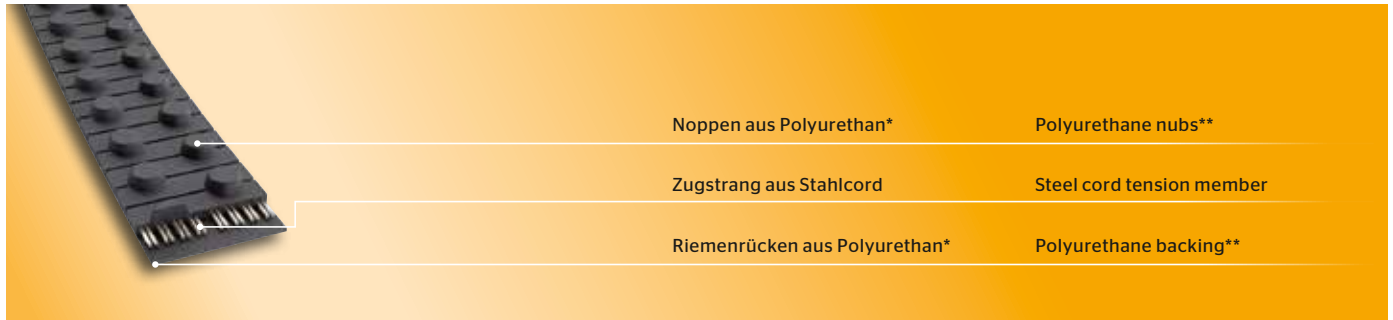 Noppen aus Polyurethan* Polyurethane nubs**
Zugstrang aus Stahlcord Steel cord tension member
Riemenrücken aus Polyurethan* Polyurethane backing**